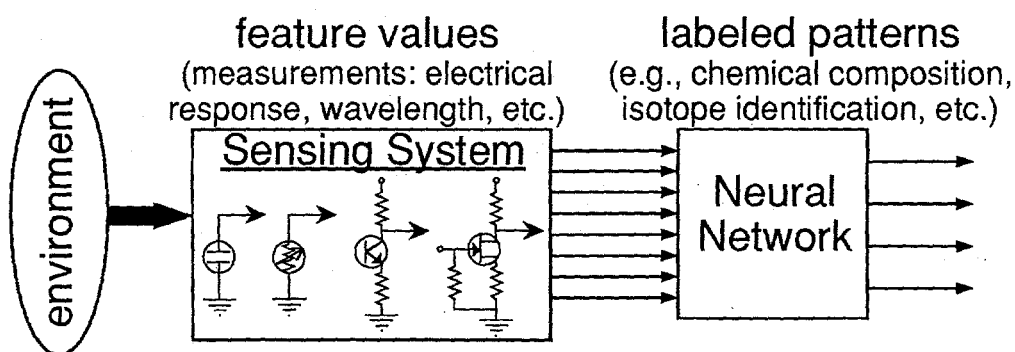 feature values
(measurements: electrical
response, wavelength, etc.)
labeled patterns
(e.g., chemical composition,
isotope identification, etc.)
environment
Sensing System
Neural
Network